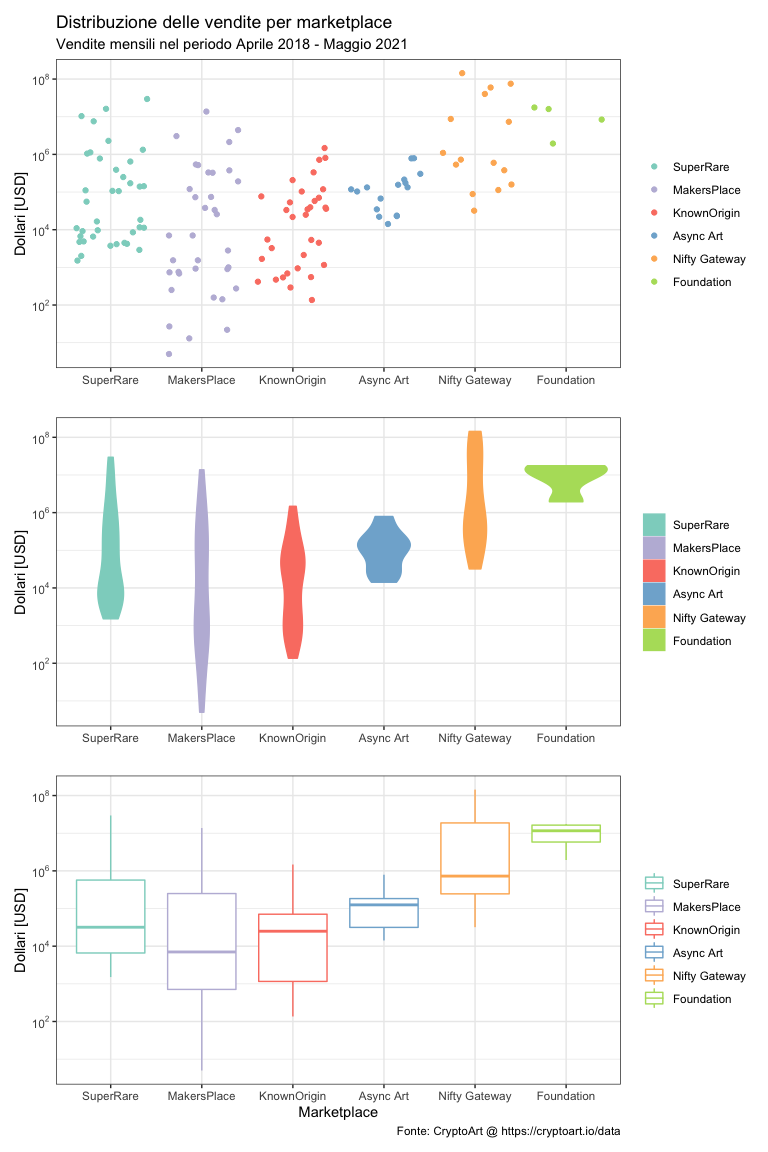 Distribuzione delle vendite per marketplace
Vendite mensili nel periodo Aprile 2018 - Maggio 2021
Dollari [USD]
10^8
10^6
10^4
10^2
SuperRare MakersPlace KnownOrigin Async Art Nifty Gateway Foundation
SuperRare
MakersPlace
KnownOrigin
Async Art
Nifty Gateway
Foundation
Dollari [USD]
10^8
10^6
10^4
10^2
SuperRare MakersPlace KnownOrigin Async Art Nifty Gateway Foundation
SuperRare
MakersPlace
KnownOrigin
Async Art
Nifty Gateway
Foundation
Dollari [USD]
10^8
10^6
10^4
10^2
SuperRare MakersPlace KnownOrigin Async Art Nifty Gateway Foundation
Marketplace
SuperRare
MakersPlace
KnownOrigin
Async Art
Nifty Gateway
Foundation
Fonte: CryptoArt @ https://cryptoart.io/data